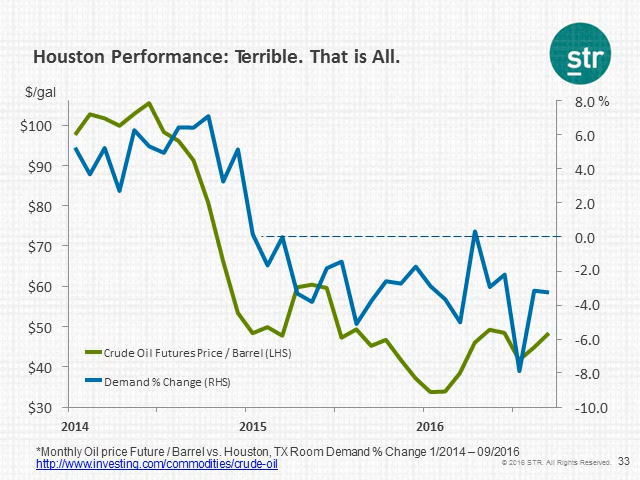 Houston Performance: Terrible. That is All.
str
$/gal
$100
$90
$80
$70
$60
$50
$40
$30
8.0 %
6.0
4.0
2.0
0.0
-2.0
-4.0
-6.0
-8.0
-10.0
Crude Oil Futures Price / Barrel (LHS)
Demand % Change (RHS)
2014 2015 2016
*Monthly Oil price Future / Barrel vs. Houston, TX Room Demand % Change 1/2014 – 09/2016
http://www.investing.com/commodities/crude-oil
© 2016 STR. All Rights Reserved. 33